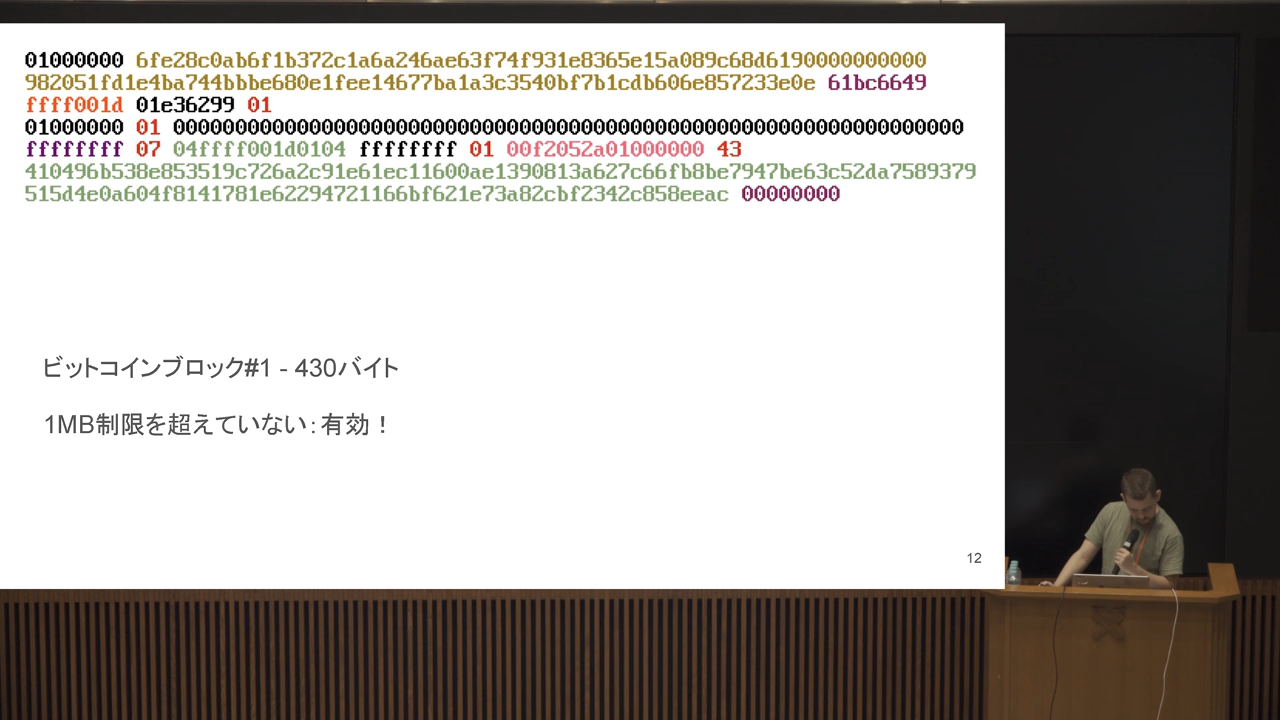 01000000 6fe28c0ab6f1b372c1a6a246ae63f74f931e8365e15a089c68d6190000000000
982051fd1e4ba744bbbe680e1fee14677ba1a3c3540bf7b1cdb606e857233e0e 61bc6649
ffff001d 01e36299 01
01000000 01 0000000000000000000000000000000000000000000000000000000000000000
ffffffff 07 04ffff001d0104 ffffffff 01 00f2052a01000000 43
410496b538e853519c726a2c91e61ec11600ae1390813a627c66fb8be7947be63c52da7589379
515d4e0a604f8141781e62294721166bf621e73a82cbf2342c858eeac 00000000
ビットコインブロック#1 - 430バイト
1MB制限を超えていない：有効！
12